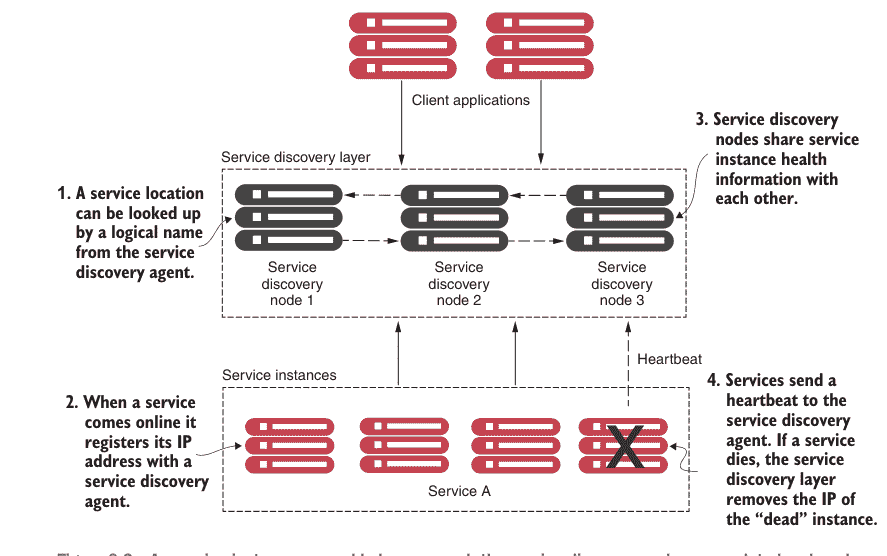 Client applications
3. Service discovery
nodes share service
instance health
information with
each other.
Service discovery layer
1. A service location
can be looked up
by a logical name
from the service
discovery agent.
Service
discovery
node 1
Service
discovery
node 2
Service
discovery
node 3
Heartbeat
Service instances
2. When a service
comes online it
registers its IP
address with a
service discovery
agent.
4. Services send a
heartbeat to the
service discovery
agent. If a service
dies, the service
discovery layer
removes the IP of
the “dead” instance.
X
Service A